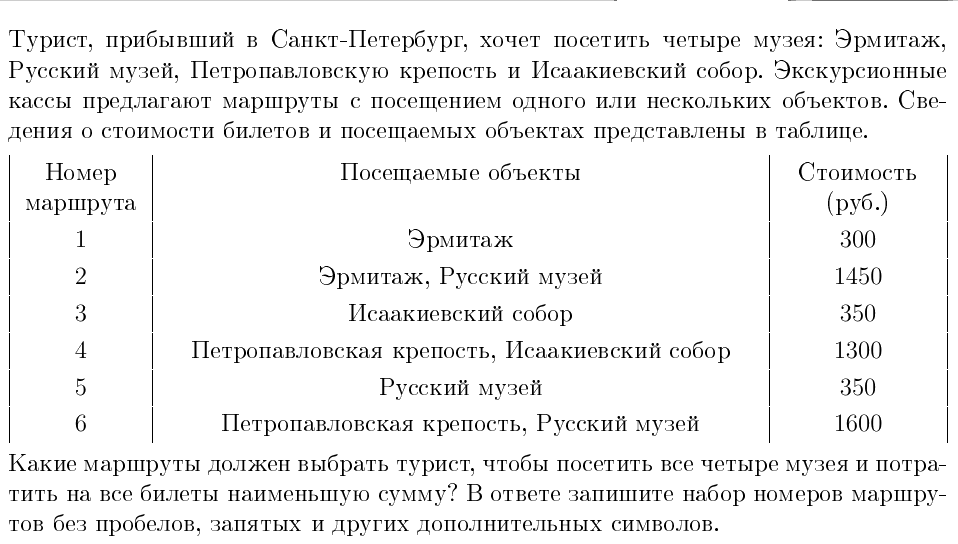 Турист, прибывший в Санкт-Петербург, хочет посетить четыре музея: Эрмитаж,
Русский музей, Петропавловскую крепость и Исаакиевский собор. Экскурсионные
кассы предлагают маршруты с посещением одного или нескольких объектов. Све-
дения о стоимости билетов и посещаемых объектах представлены в таблице.
Номер Посещаемые объекты Стоимость
маршрута (руб.)
1 Эрмитаж 300
2 Эрмитаж, Русский музей 1450
3 Исаакиевский собор 350
4 Петропавловская крепость, Исаакиевский собор 1300
5 Русский музей 350
6 Петропавловская крепость, Русский музей 1600
Какие маршруты должен выбрать турист, чтобы посетить все четыре музея и потра-
тить на все билеты наименьшую сумму? В ответе запишите набор номеров маршру-
тов без пробелов, запятых и других дополнительных символов.